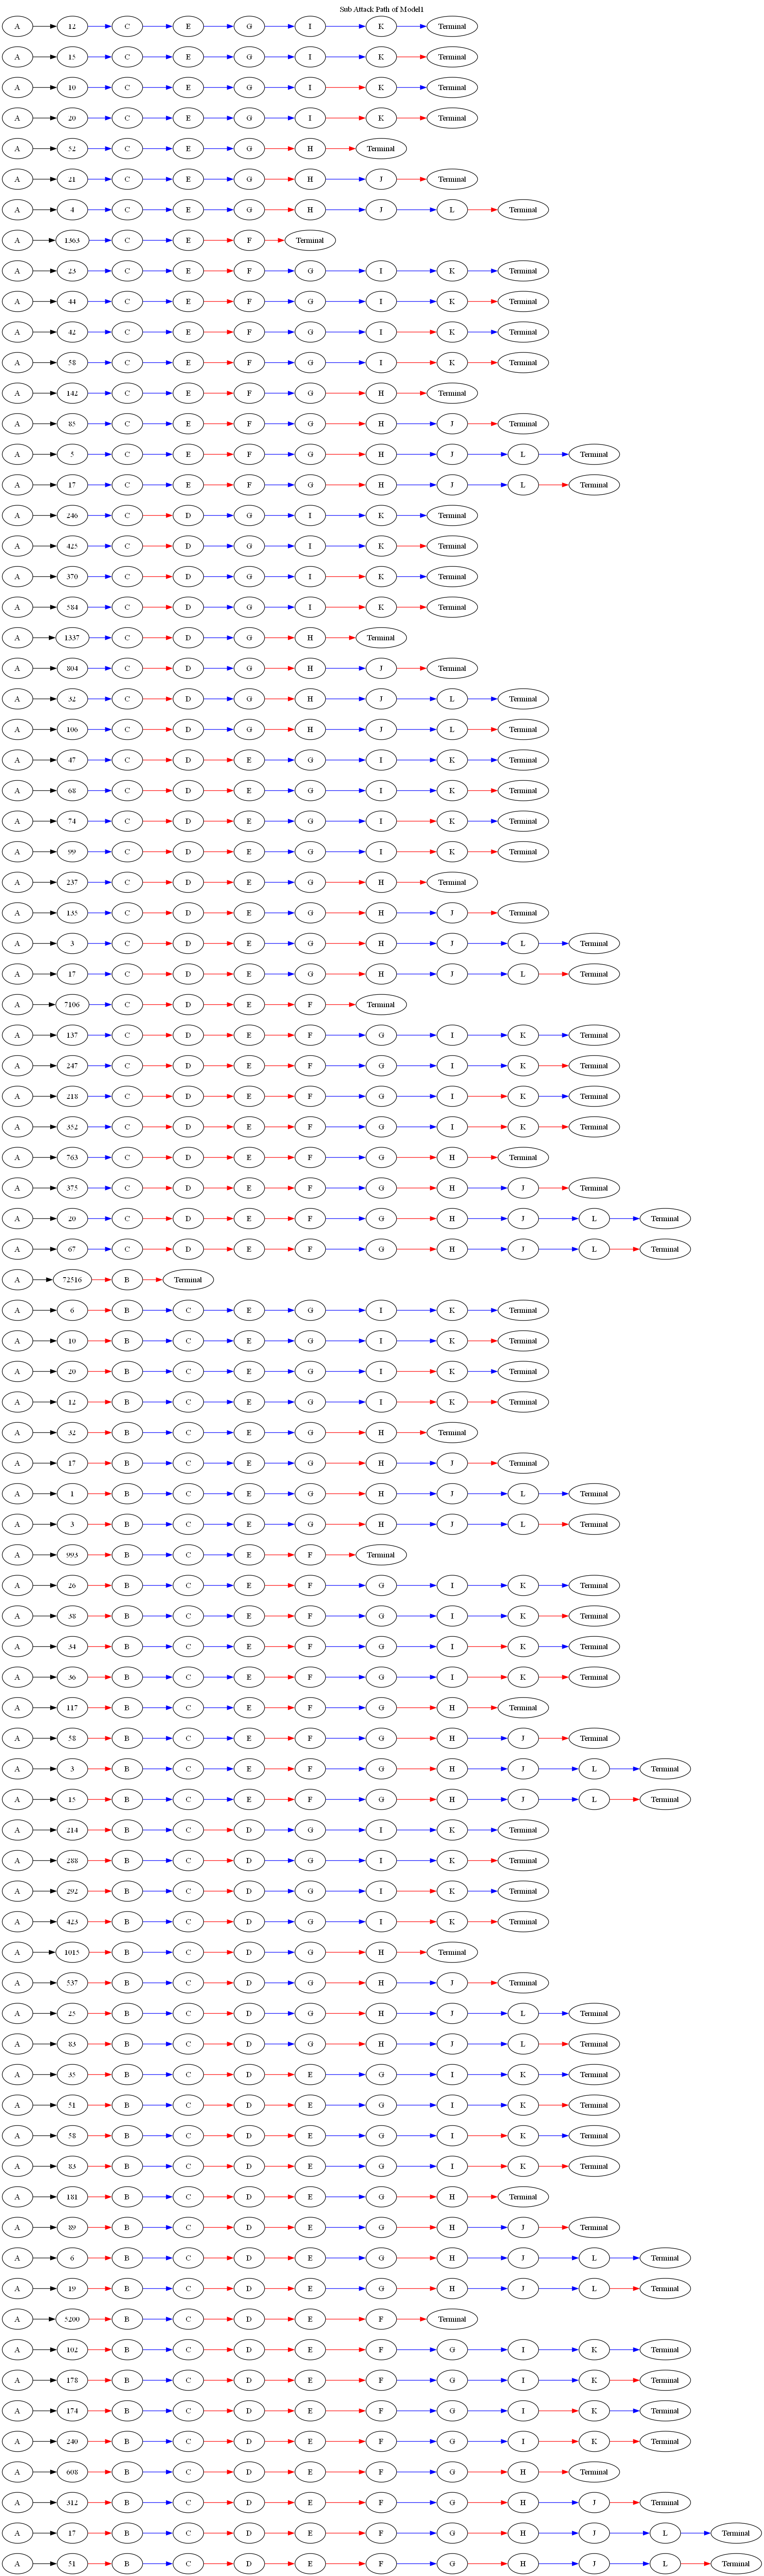 Sub Attack Path of Model1
A 12 C E G I K Terminal
A 15 C E G I K Terminal
A 10 C E G I K Terminal
A 20 C E G I K Terminal
A 52 C E G H Terminal
A 21 C E G H J Terminal
A 4 C E G H J L Terminal
A 1363 C E F Terminal
A 23 C E F G I K Terminal
A 44 C E F G I K Terminal
A 42 C E F G I K Terminal
A 58 C E F G I K Terminal
A 142 C E F G H Terminal
A 85 C E F G H J Terminal
A 5 C E F G H J L Terminal
A 17 C E F G H J L Terminal
A 246 C D G I K Terminal
A 425 C D G I K Terminal
A 370 C D G I K Terminal
A 584 C D G I K Terminal
A 1337 C D G H Terminal
A 804 C D G H J Terminal
A 32 C D G H J L Terminal
A 106 C D G H J L Terminal
A 47 C D E G I K Terminal
A 68 C D E G I K Terminal
A 74 C D E G I K Terminal
A 99 C D E G I K Terminal
A 237 C D E G H Terminal
A 135 C D E G H J Terminal
A 3 C D E G H J L Terminal
A 17 C D E G H J L Terminal
A 7106 C D E F Terminal
A 137 C D E F G I K Terminal
A 247 C D E F G I K Terminal
A 218 C D E F G I K Terminal
A 352 C D E F G I K Terminal
A 763 C D E F G H Terminal
A 375 C D E F G H J Terminal
A 20 C D E F G H J L Terminal
A 67 C D E F G H J L Terminal
A 72516 B Terminal
A 6 B C E G I K Terminal
A 10 B C E G I K Terminal
A 20 B C E G I K Terminal
A 12 B C E G I K Terminal
A 32 B C E G H Terminal
A 17 B C E G H J Terminal
A 1 B C E G H J L Terminal
A 3 B C E G H J L Terminal
A 993 B C E F Terminal
A 26 B C E F G I K Terminal
A 38 B C E F G I K Terminal
A 34 B C E F G I K Terminal
A 36 B C E F G I K Terminal
A 117 B C E F G H Terminal
A 58 B C E F G H J Terminal
A 3 B C E F G H J L Terminal
A 15 B C E F G H J L Terminal
A 214 B C D G I K Terminal
A 288 B C D G I K Terminal
A 292 B C D G I K Terminal
A 423 B C D G I K Terminal
A 1015 B C D G H Terminal
A 537 B C D G H J Terminal
A 25 B C D G H J L Terminal
A 83 B C D G H J L Terminal
A 35 B C D E G I K Terminal
A 51 B C D E G I K Terminal
A 58 B C D E G I K Terminal
A 83 B C D E G I K Terminal
A 181 B C D E G H Terminal
A 89 B C D E G H J Terminal
A 6 B C D E G H J L Terminal
A 19 B C D E G H J L Terminal
A 5200 B C D E F Terminal
A 102 B C D E F G I K Terminal
A 178 B C D E F G I K Terminal
A 174 B C D E F G I K Terminal
A 240 B C D E F G I K Terminal
A 608 B C D E F G H Terminal
A 312 B C D E F G H J Terminal
A 17 B C D E F G H J L Terminal
A 51 B C D E F G H J L Terminal